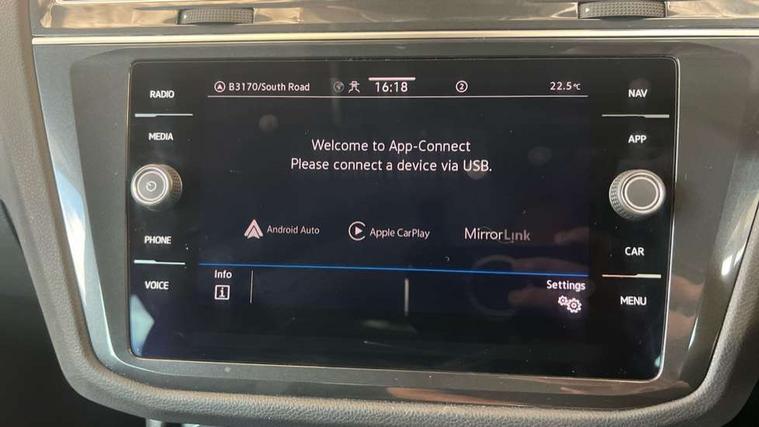 RADIO
MEDIA
PHONE
VOICE
B3170/South Road
16:18
2
22.5°C
Welcome to App-Connect
Please connect a device via USB.
Android Auto
Apple CarPlay
MirrorLink
Info
i
Settings
NAV
APP
CAR
MENU